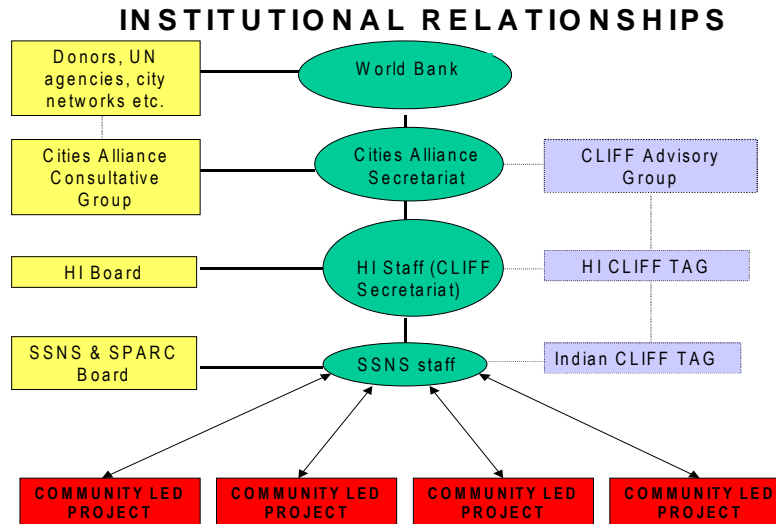 INSTITUTIONAL RELATIONSHIPS
Donors, UN
agencies, city
networks etc.
World Bank
Cities Alliance
Consultative
Group
Cities Alliance
Secretariat
CLIFF Advisory
Group
HI Board
HI Staff (CLIFF
Secretariat)
HI CLIFF TAG
SSNS & SPARC
Board
SSNS staff
Indian CLIFF TAG
COMMUNITY LED
PROJECT
COMMUNITY LED
PROJECT
COMMUNITY LED
PROJECT
COMMUNITY LED
PROJECT